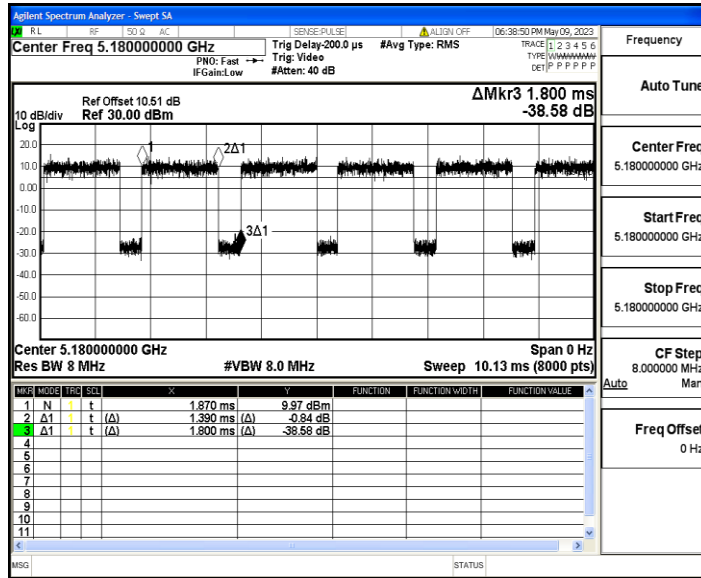 Agilent Spectrum Analyzer - Swept SA
RL RF 50 Ω AC SENSE:PULSE ALIGN OFF 06:38:50 PM May 09, 2023
Center Freq 5.180000000 GHz
PNO: Fast
IFGain:Low
Trig Delay-200.0 µs
Trig: Video
#Atten: 40 dB
#Avg Type: RMS
TRACE 1 2 3 4 5 6
TYPE WWWWWW
DET P P P P P P
ΔMkr3 1.800 ms
-38.58 dB
Ref Offset 10.51 dB
10 dB/div Ref 30.00 dBm
Log
20.0
10.0
0.00
-10.0
-20.0
-30.0
-40.0
-50.0
-60.0
1
2Δ1
3Δ1
Center 5.180000000 GHz Span 0 Hz
Res BW 8 MHz #VBW 8.0 MHz Sweep 10.13 ms (8000 pts)
MKR MODE TRC SCL X Y FUNCTION FUNCTION WIDTH FUNCTION VALUE
1 N 1 t 1.870 ms 9.97 dBm
2 Δ1 1 t (Δ) 1.390 ms (Δ) -0.84 dB
3 Δ1 1 t (Δ) 1.800 ms (Δ) -38.58 dB
4
5
6
7
8
9
10
11
MSG STATUS
Frequency
Auto Tune
Center Freq
5.180000000 GHz
Start Freq
5.180000000 GHz
Stop Freq
5.180000000 GHz
CF Step
8.000000 MHz
Auto Man
Freq Offset
0 Hz